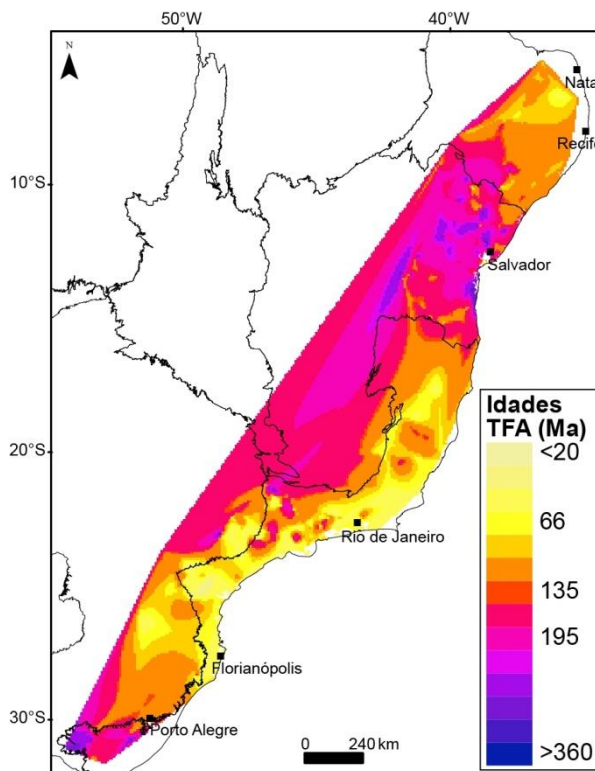 50°W
40°W
N
Nata
Recife
10°S
Salvador
Idades
TFA (Ma)
<20
66
135
195
>360
20°S
Rio de Janeiro
Florianópolis
30°S
Porto Alegre
0
240 km